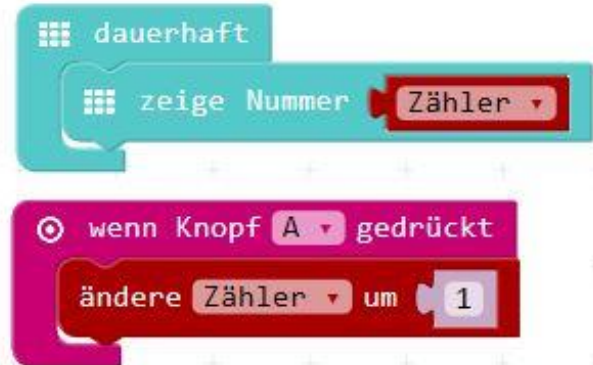 dauerhaft
zeige Nummer Zähler
wenn Knopf A gedrückt
ändere Zähler um 1